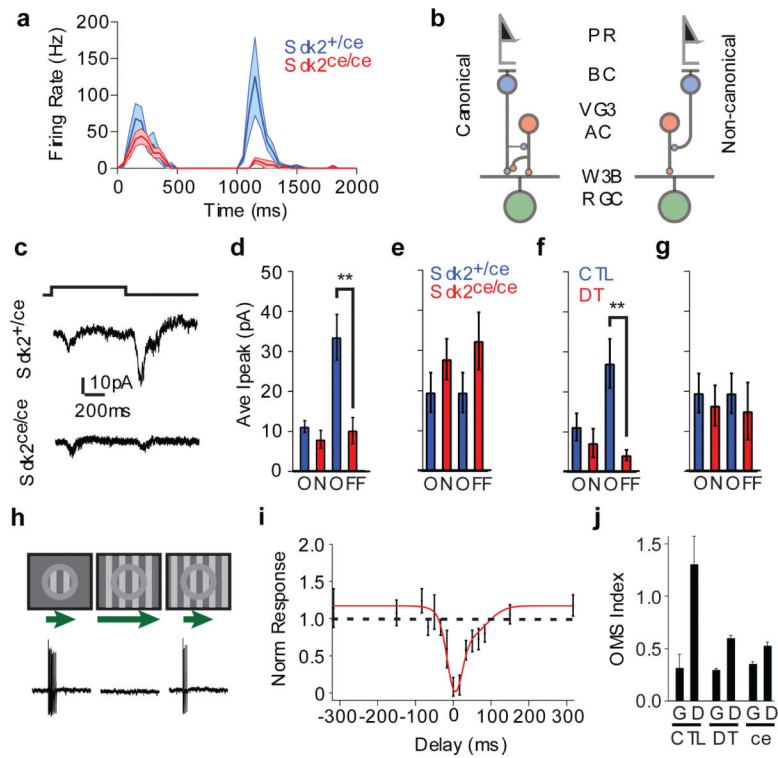 a
Firing Rate (Hz)
200
150
100
50
0
0
500
1000
1500
2000
Time (ms)
Sdk2+/ce
Sdk2ce/ce
b
Canonical
PR
BC
VG3
AC
W3B
RGC
Non-canonical
c
Sdk2+/ce
10pA
200ms
Sdk2ce/ce
d
Ave Ipeak (pA)
50
40
30
20
10
0
**
ON OFF
e
Sdk2+/ce
Sdk2ce/ce
ON OFF
f
CTL
DT
**
ON OFF
g
ON OFF
h
i
Norm Response
2.0
1.5
1.0
0.5
0
-300 -200 -100 0 100 200 300
Delay (ms)
j
OMS Index
1.5
1.0
0.5
0.0
G D G D G D
CTL DT ce